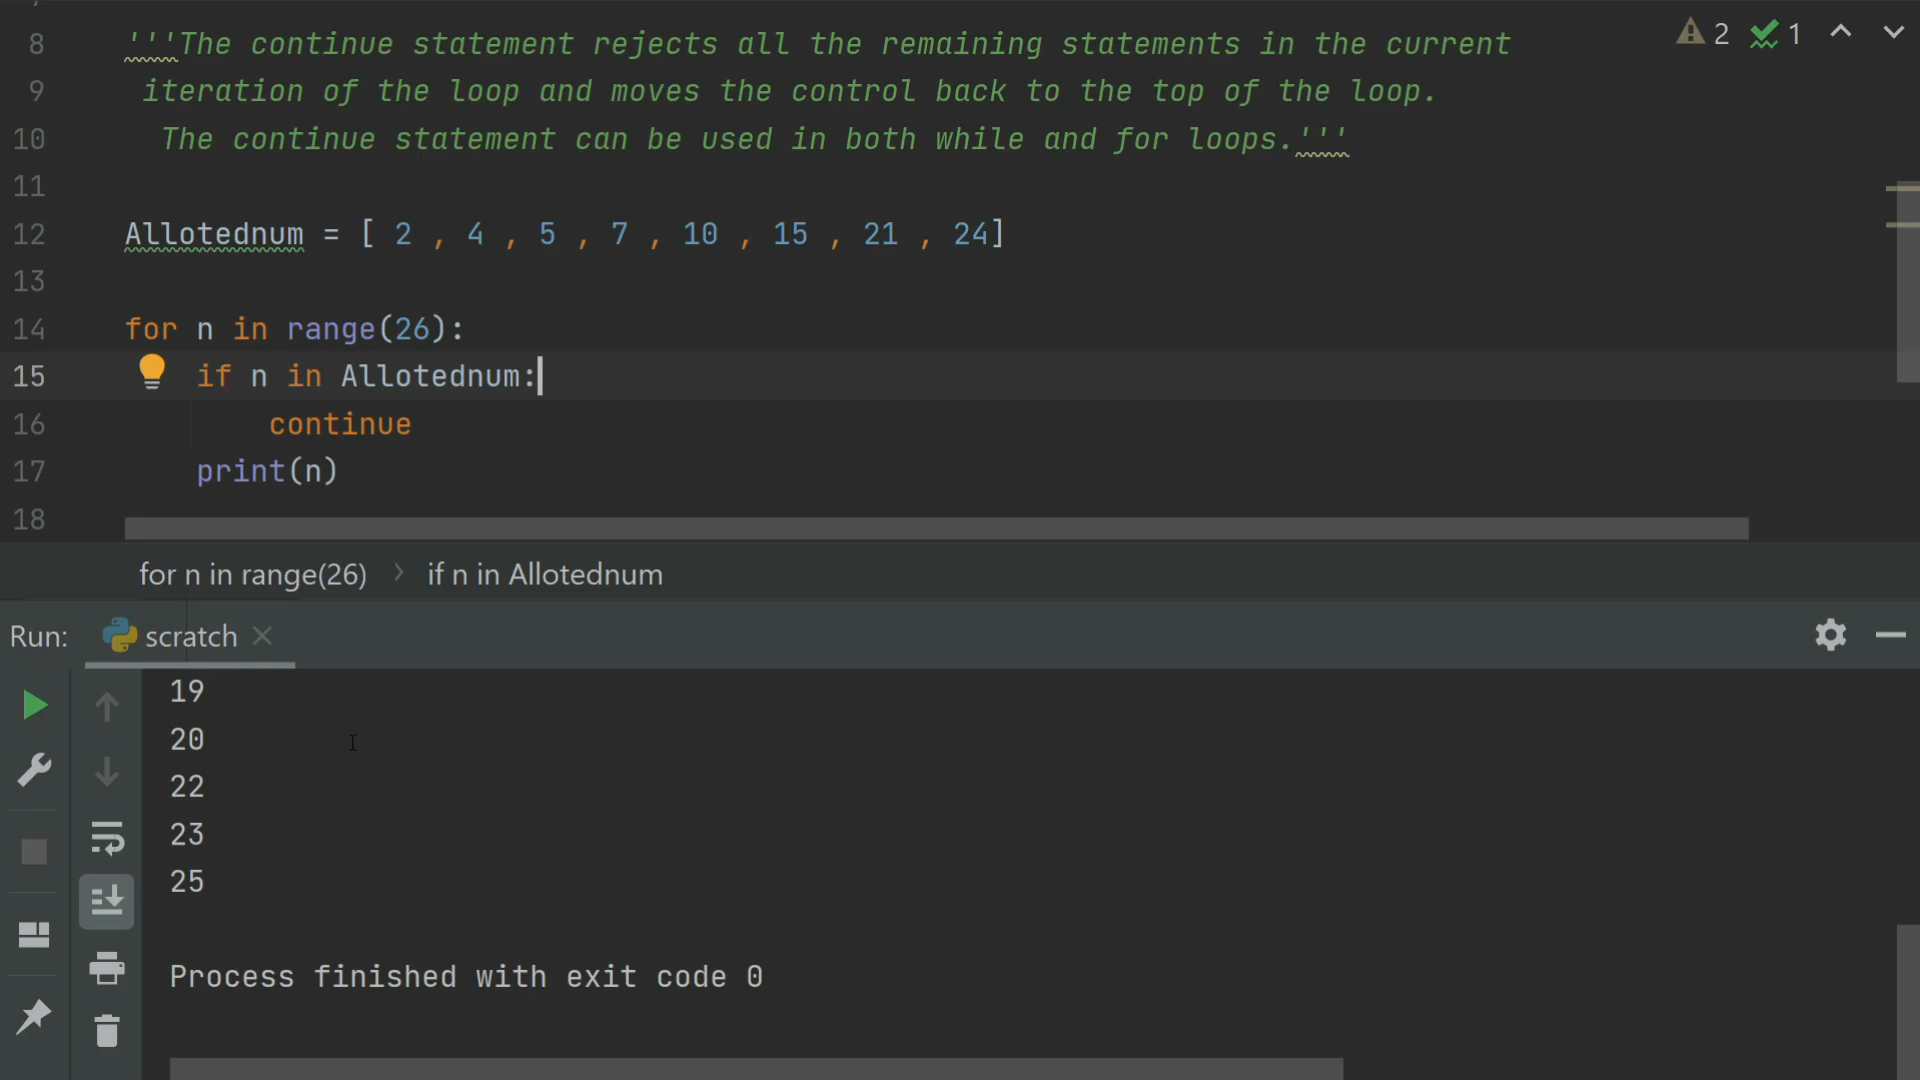 8 '''The continue statement rejects all the remaining statements in the current
9 iteration of the loop and moves the control back to the top of the loop.
10 The continue statement can be used in both while and for loops.'''
11
12 Allotednum = [ 2 , 4 , 5 , 7 , 10 , 15 , 21 , 24]
13
14 for n in range(26):
15 if n in Allotednum:
16 continue
17 print(n)
18
2 1
for n in range(26) > if n in Allotednum
Run: scratch
19
20
22
23
25
Process finished with exit code 0